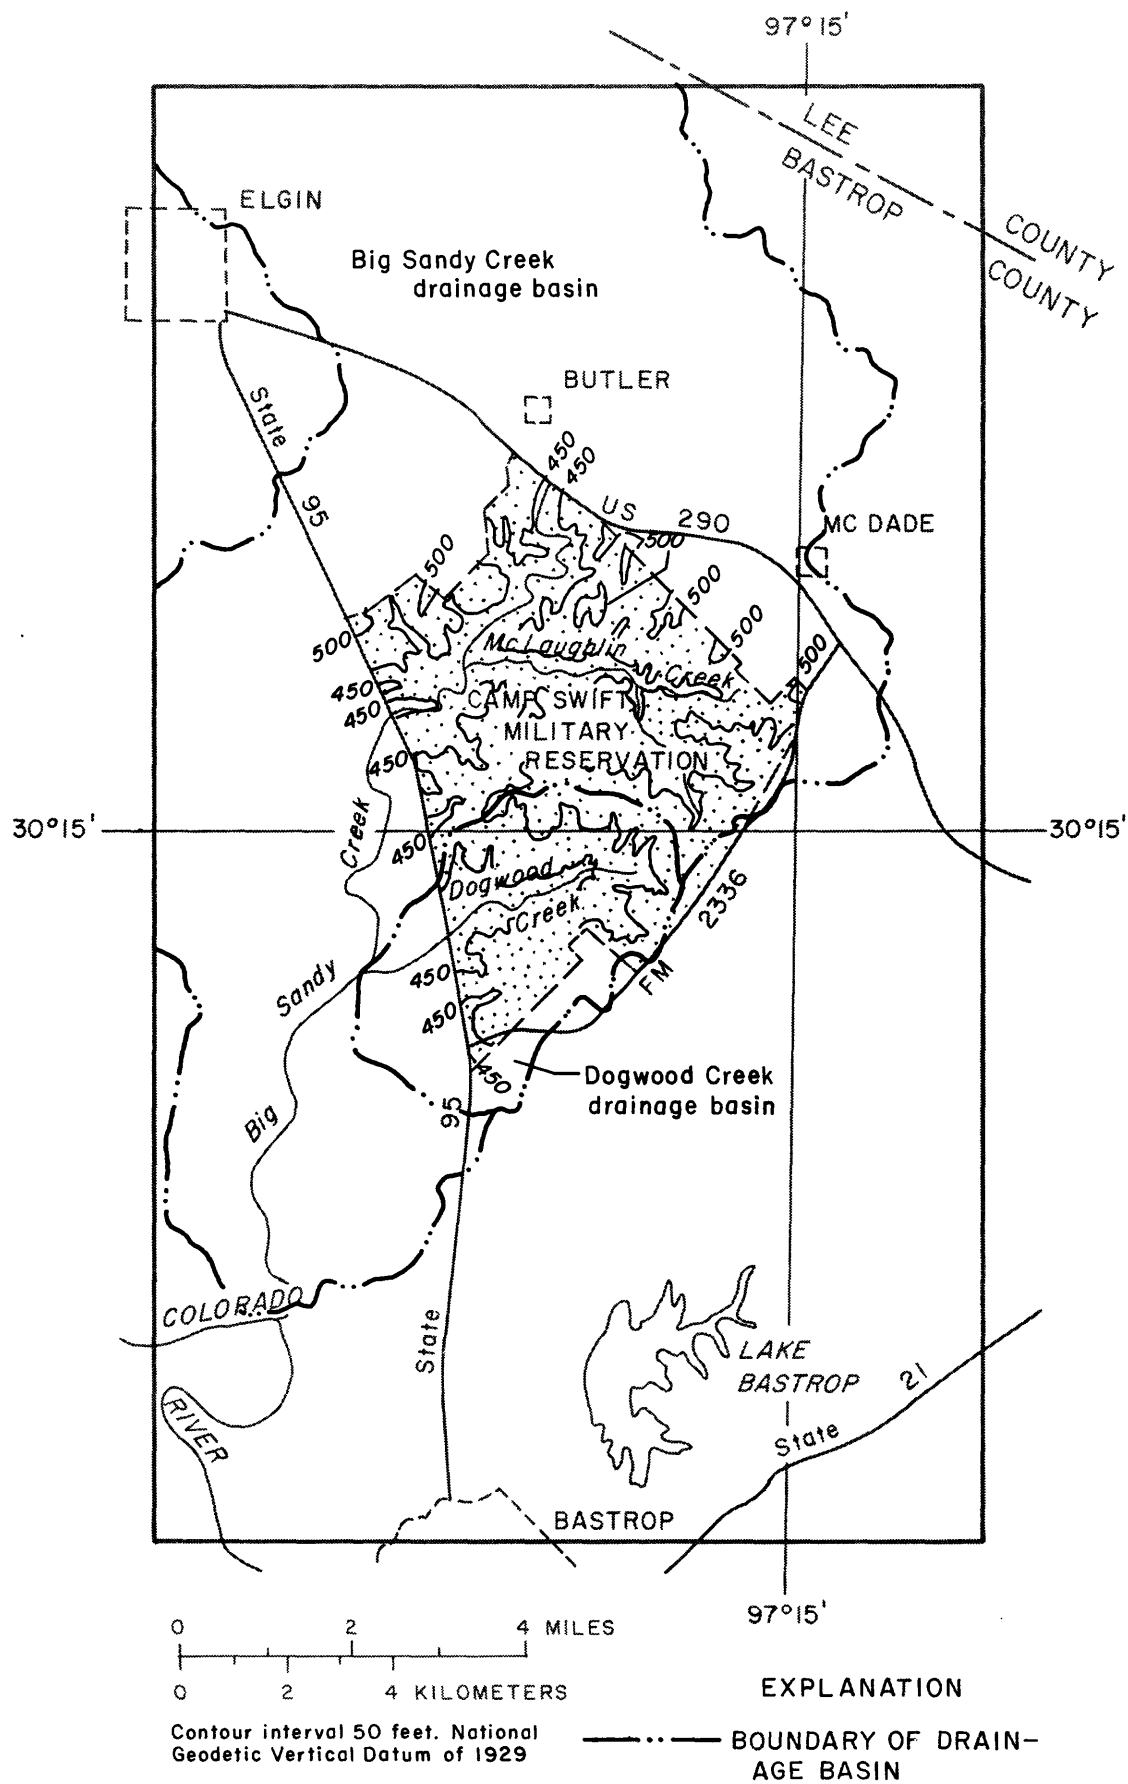 97°15'
LEE
BASTROP
COUNTY
COUNTY
ELGIN
Big Sandy Creek
drainage basin
BUTLER
State
95
450
450
US 290
MC DADE
500
500
500
500
500
500
McLaughlin
Creek
450
450
CAMP SWIFT
MILITARY
RESERVATION
450
30°15'
30°15'
Creek
450
Dogwood
Creek
2336
FM
Sandy
450
450
450
Dogwood Creek
drainage basin
95
Big
COLORADO
RIVER
State
LAKE
BASTROP
21
State
BASTROP
97°15'
0 2 4 MILES
0 2 4 KILOMETERS
Contour interval 50 feet. National
Geodetic Vertical Datum of 1929
EXPLANATION
BOUNDARY OF DRAIN-
AGE BASIN